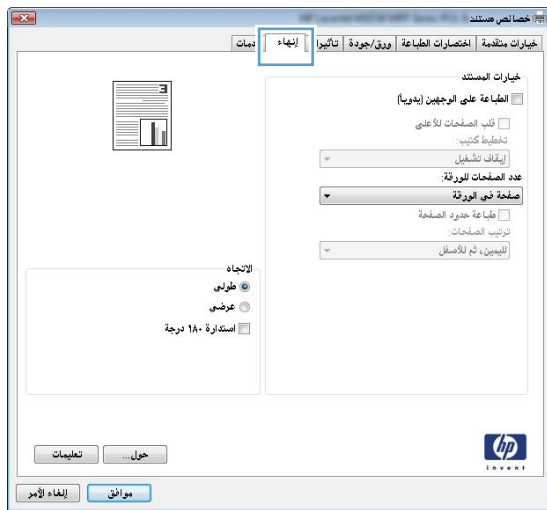 خصائص مستند
خيارات متقدمة اختصارات الطباعة ورق/جودة تأثيرا إنهاء دمات
خيارات المستند
الطباعة على الوجهين (يدوياً)
قلب الصفحات للأعلى
تخطيط كتيب:
إيقاف تشغيل
عدد الصفحات للورقة:
صفحة في الورقة
طباعة حدود الصفحة
ترتيب الصفحات:
لليمين، ثم للأسفل
الاتجاه
طولي
عرضي
استدارة ١٨٠ درجة
hp
invent
حول... تعليمات
موافق إلغاء الأمر